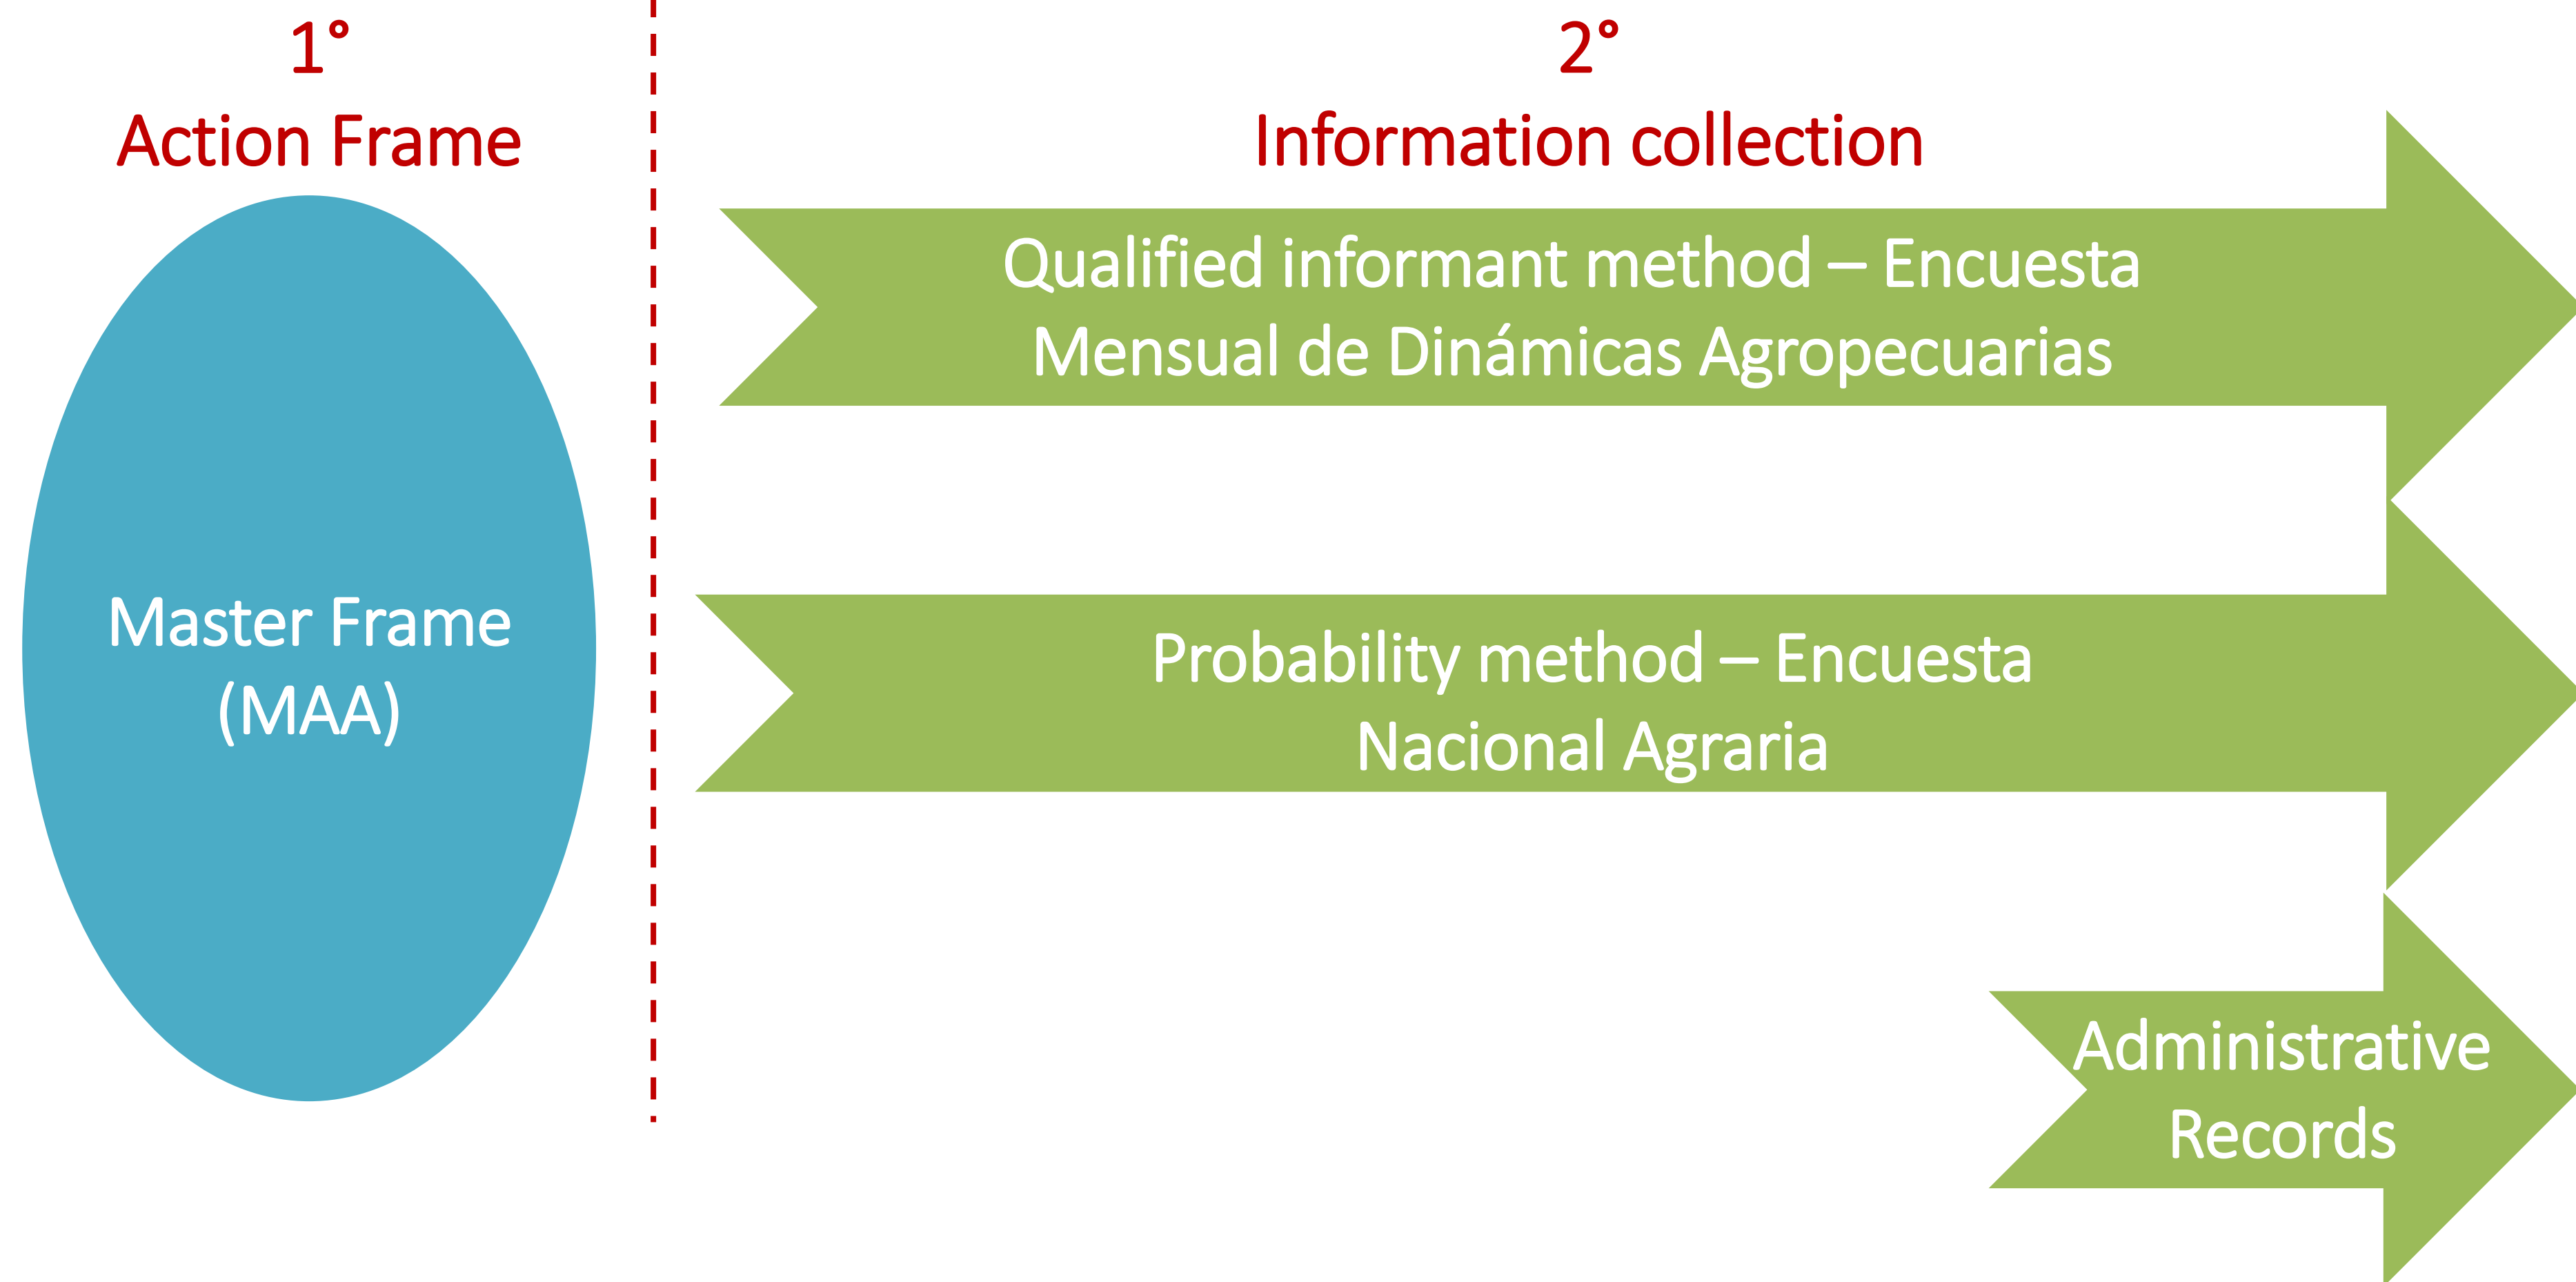 1°
Action Frame
Master Frame
(MAA)
2°
Information collection
Qualified informant method – Encuesta
Mensual de Dinámicas Agropecuarias
Probability method – Encuesta
Nacional Agraria
Administrative
Records